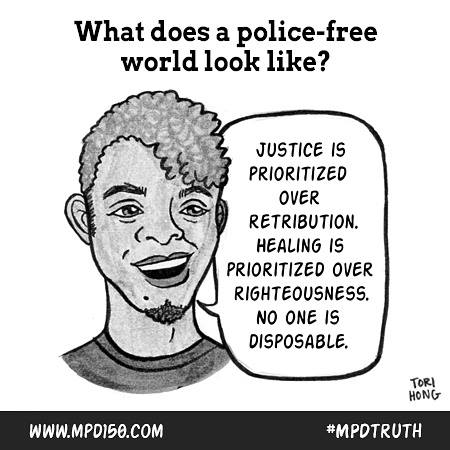 What does a police-free
world look like?
JUSTICE IS
PRIORITIZED
OVER
RETRIBUTION.
HEALING IS
PRIORITIZED OVER
RIGHTEOUSNESS.
NO ONE IS
DISPOSABLE.
TORI
HONG
WWW.MPD150.COM
#MPDTRUTH